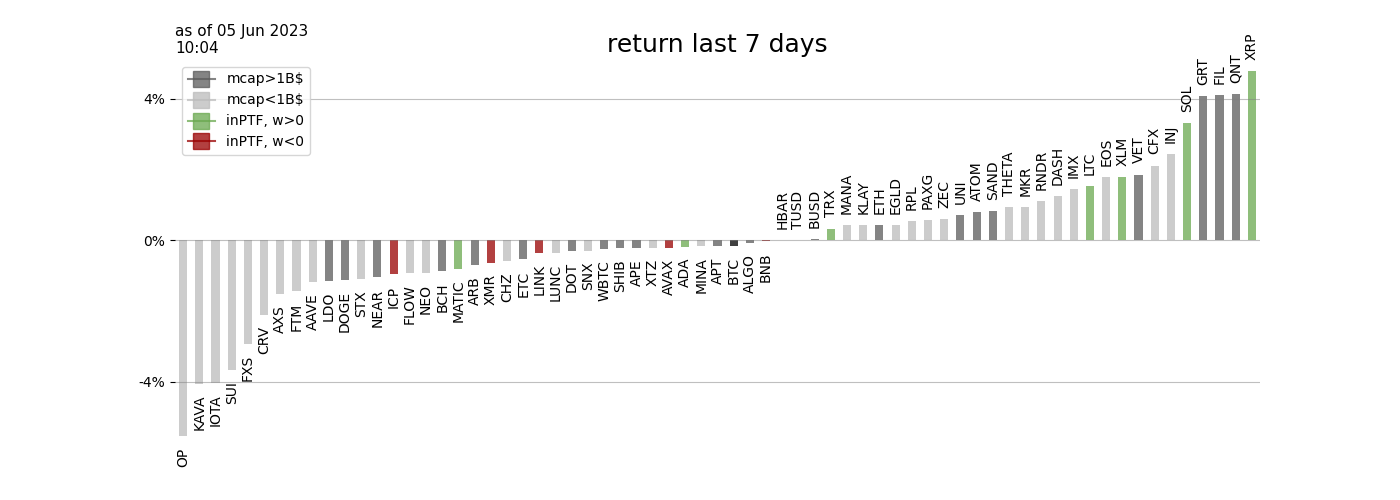 as of 05 Jun 2023
10:04
return last 7 days
mcap>1B$
mcap<1B$
inPTF, w>0
inPTF, w<0
4%
0%
-4%
OP
KAVA
IOTA
SUI
FXS
CRV
AXS
FTM
AAVE
LDO
DOGE
STX
NEAR
ICP
FLOW
NEO
BCH
MATIC
ARB
XMR
CHZ
ETC
LINK
LUNC
DOT
SNX
WBTC
SHIB
APE
XTZ
AVAX
ADA
MINA
APT
BTC
ALGO
BNB
HBAR
TUSD
BUSD
TRX
MANA
KLAY
ETH
EGLD
RPL
PAXG
ZEC
UNI
ATOM
SAND
THETA
MKR
RNDR
DASH
IMX
LTC
EOS
XLM
VET
CFX
INJ
SOL
GRT
FIL
QNT
XRP